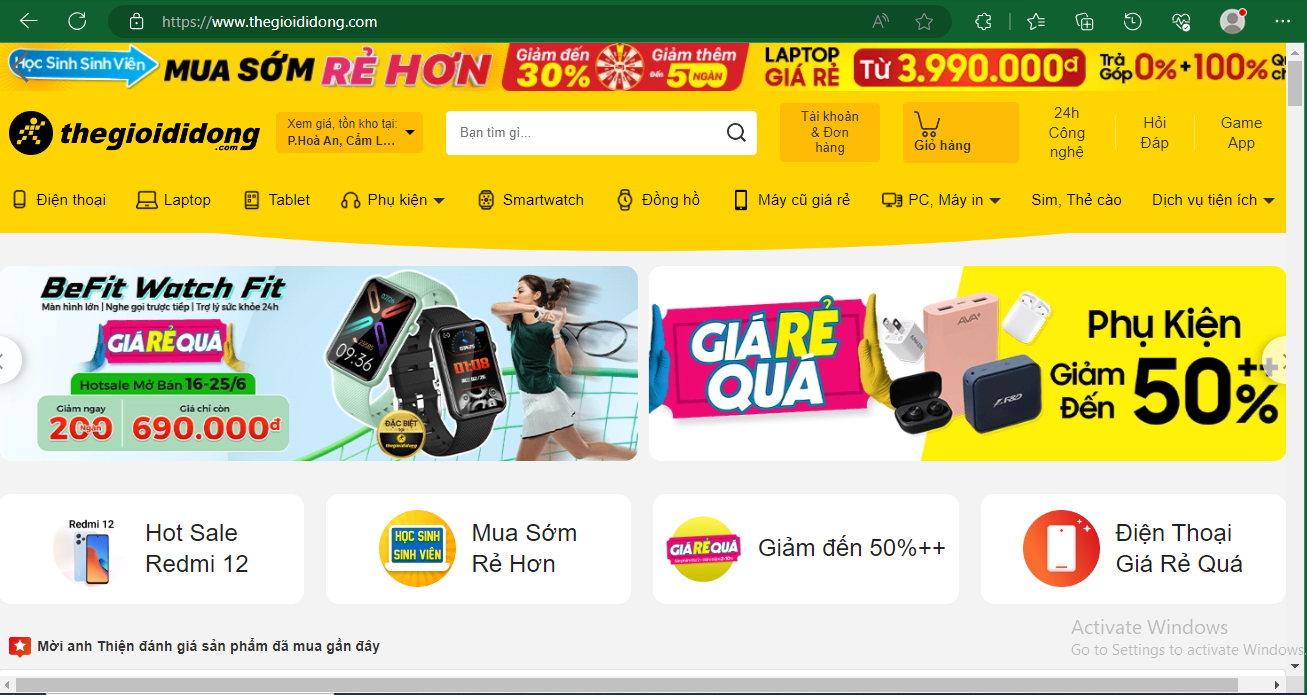 https://www.thegioididong.com
Học Sinh Sinh Viên
MUA SỚM RẺ HƠN
Giảm đến
30%
Giảm thêm
Đến 5 NGÀN
LAPTOP
GIÁ RẺ
Từ 3.990.000đ
Trả
Góp 0%+100%
thegioididong
.com
Xem giá, tồn kho tại:
P.Hoà An, Cẩm L...
Bạn tìm gì...
Tài khoản
& Đơn
hàng
Giỏ hàng
24h
Công
nghệ
Hỏi
Đáp
Game
App
Điện thoại
Laptop
Tablet
Phụ kiện
Smartwatch
Đồng hồ
Máy cũ giá rẻ
PC, Máy in
Sim, Thẻ cào
Dịch vụ tiện ích
BeFit Watch Fit
Màn hình lớn | Nghe gọi trược tiếp | Trợ lý sức khỏe 24h
GIÁ RẺ QUÁ
Hotsale Mở Bán 16-25/6
Giảm ngay
200 Ngàn
Giá chỉ còn
690.000đ
09:36
01:08
ĐẶC BIỆT
tại
thegioididong
GIÁ RẺ
QUÁ
AVA+
F&D
Phụ Kiện
Giảm
Đến
50%++
Redmi 12
Hot Sale
Redmi 12
HỌC SINH
SINH VIÊN
Mua Sớm
Rẻ Hơn
GIÁ RẺ QUÁ
Giảm đến 50%++
Điện Thoại
Giá Rẻ Quá
Mời anh Thiện đánh giá sản phẩm đã mua gần đây
Activate Windows
Go to Settings to activate Windows.